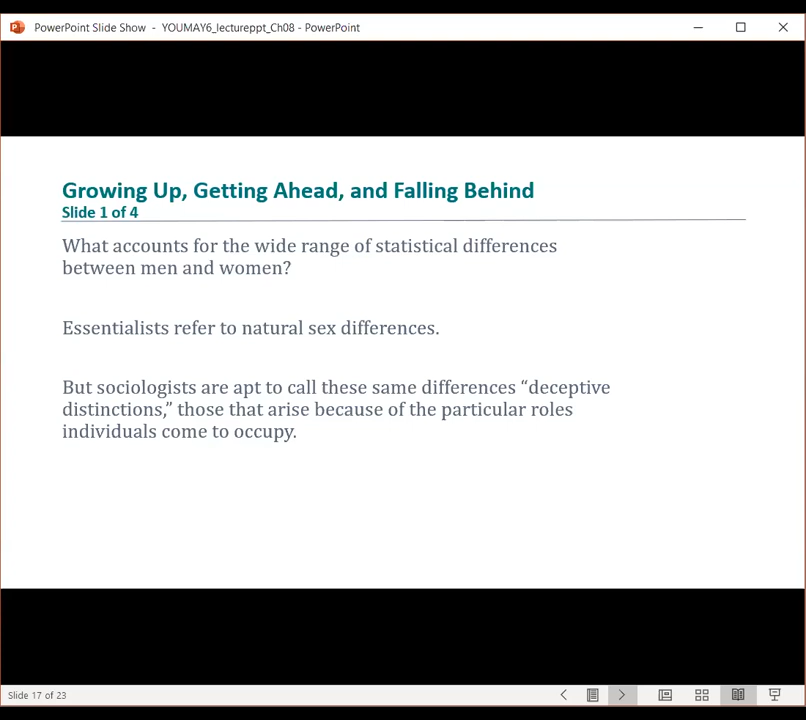 PowerPoint Slide Show - YOUMAY6_lectureppt_Ch08 - PowerPoint
Growing Up, Getting Ahead, and Falling Behind
Slide 1 of 4
What accounts for the wide range of statistical differences
between men and women?
Essentialists refer to natural sex differences.
But sociologists are apt to call these same differences “deceptive
distinctions,” those that arise because of the particular roles
individuals come to occupy.
Slide 17 of 23